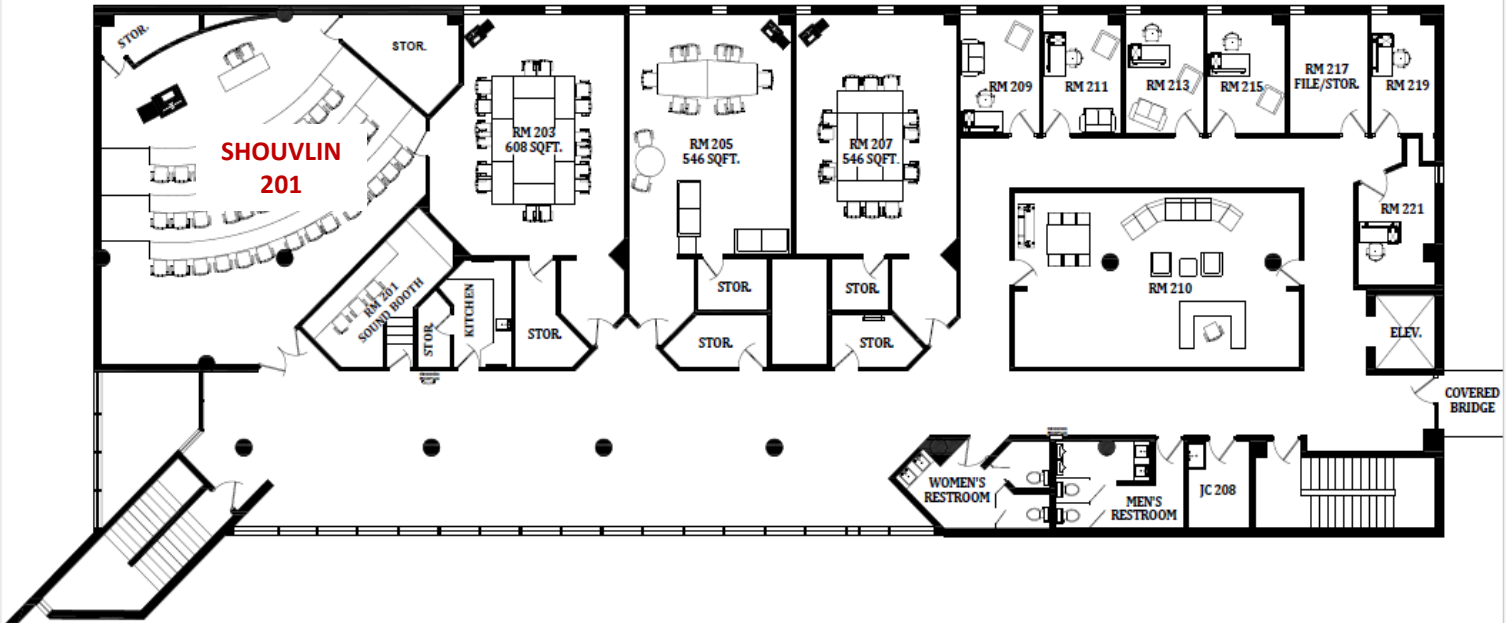 STOR.
STOR.
SHOUVLIN
201
RM 203
608 SQFT.
RM 205
546 SQFT.
RM 207
546 SQFT.
RM 209
RM 211
RM 213
RM 215
RM 217
FILE/STOR.
RM 219
RM 221
RM 210
ELEV.
COVERED
BRIDGE
RM 201
SOUND BOOTH
STOR.
KITCHEN
STOR.
STOR.
STOR.
STOR.
STOR.
WOMEN'S
RESTROOM
MEN'S
RESTROOM
JC 208